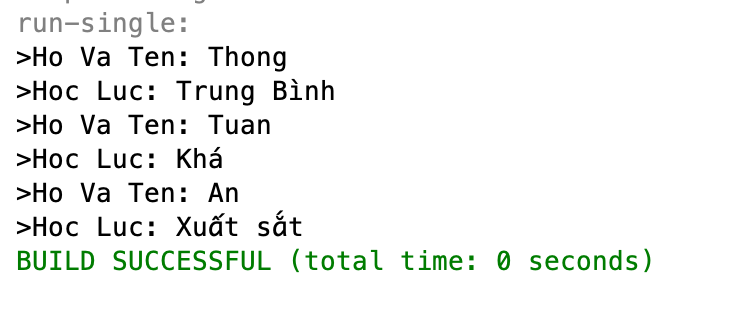 run-single:
>Ho Va Ten: Thong
>Hoc Luc: Trung Bình
>Ho Va Ten: Tuan
>Hoc Luc: Khá
>Ho Va Ten: An
>Hoc Luc: Xuất sắt
BUILD SUCCESSFUL (total time: 0 seconds)